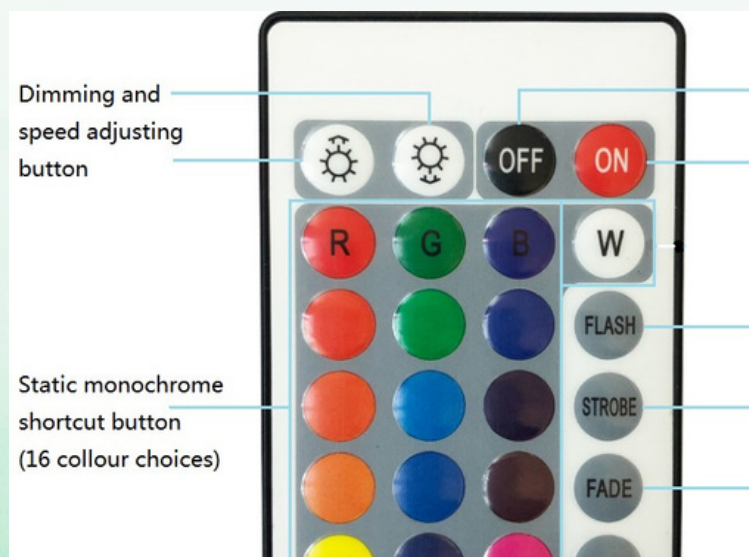 Dimming and
speed adjusting
button
OFF ON
R G B W
FLASH
Static monochrome
shortcut button
(16 collour choices)
STROBE
FADE